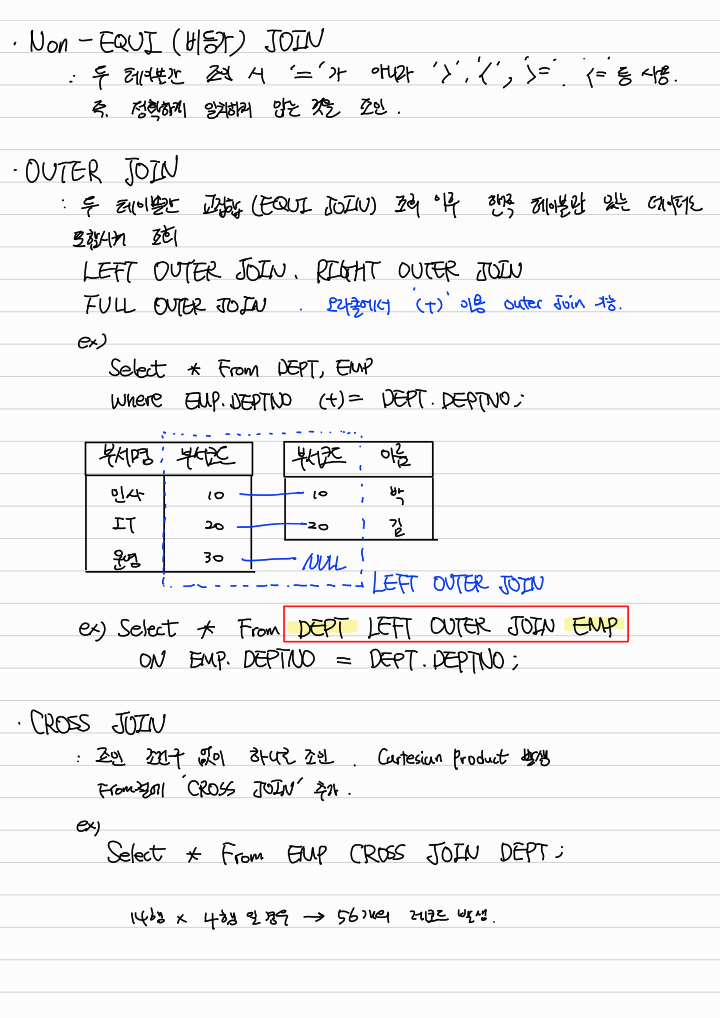 · Non - EQUI (비등가) JOIN
: 두 테이블간 조인 시 '='가 아니라 '>', '<', '>=', '<=' 등 사용.
즉, 정확하게 일치하지 않는 것을 조인.
· OUTER JOIN
: 두 테이블간 교집합 (EQUI JOIN) 조회 이후 한쪽 테이블만 있는 데이터도
포함시켜 조회
LEFT OUTER JOIN, RIGHT OUTER JOIN
FULL OUTER JOIN . 오라클에서 '(+)' 이용 outer join 가능.
ex)
Select * From DEPT, EMP
where EMP.DEPTNO (+)= DEPT.DEPTNO;
부서명 부서코드 부서코드 이름
인사 10 10 박
IT 20 20 길
운영 30 NULL
LEFT OUTER JOIN
ex) Select * From DEPT LEFT OUTER JOIN EMP
ON EMP.DEPTNO = DEPT.DEPTNO;
· CROSS JOIN
: 조인 조건구 없이 하나로 조인. Cartesian Product 발생
From절에 'CROSS JOIN' 추가.
ex)
Select * From EMP CROSS JOIN DEPT;
14행 x 4행 일 경우 → 56개의 레코드 발생.